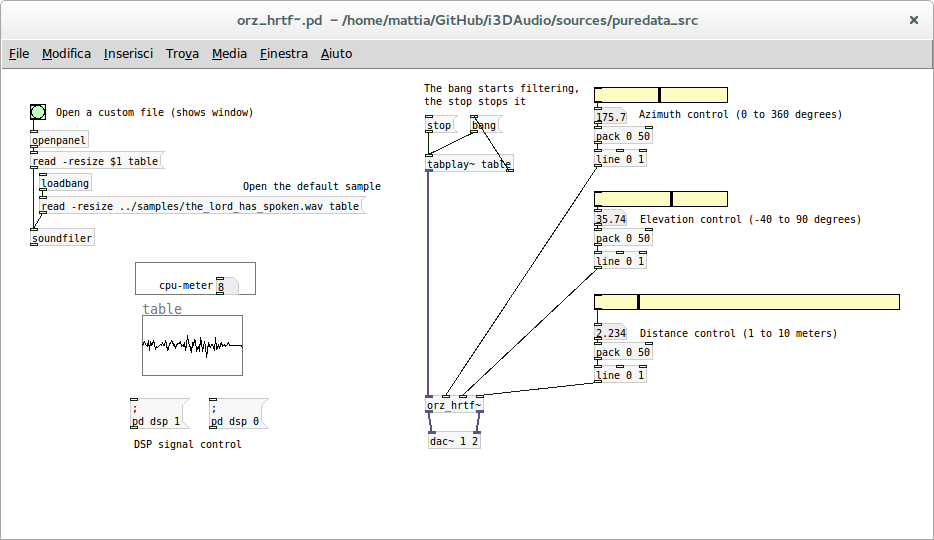 orz_hrtf~.pd – /home/mattia/GitHub/i3DAudio/sources/puredata_src
File Modifica Inserisci Trova Media Finestra Aiuto
Open a custom file (shows window)
openpanel
read -resize $1 table
loadbang
Open the default sample
read -resize ../samples/the_lord_has_spoken.wav table
soundfiler
cpu-meter 8
table
;
pd dsp 1
;
pd dsp 0
DSP signal control
The bang starts filtering,
the stop stops it
stop
bang
tabplay~ table
orz_hrtf~
dac~ 1 2
175.7
Azimuth control (0 to 360 degrees)
pack 0 50
line 0 1
35.74
Elevation control (-40 to 90 degrees)
pack 0 50
line 0 1
2.234
Distance control (1 to 10 meters)
pack 0 50
line 0 1